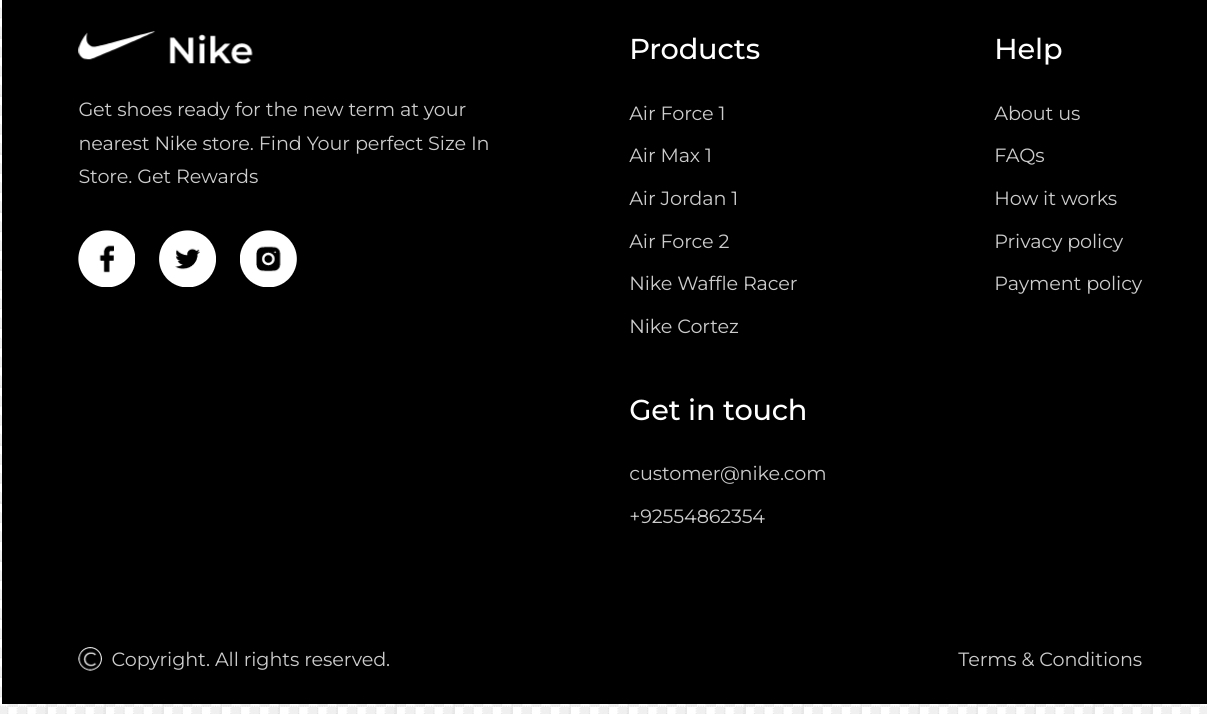 Nike
Get shoes ready for the new term at your
nearest Nike store. Find Your perfect Size In
Store. Get Rewards
Products
Air Force 1
Air Max 1
Air Jordan 1
Air Force 2
Nike Waffle Racer
Nike Cortez
Get in touch
customer@nike.com
+92554862354
Help
About us
FAQs
How it works
Privacy policy
Payment policy
© Copyright. All rights reserved.
Terms & Conditions